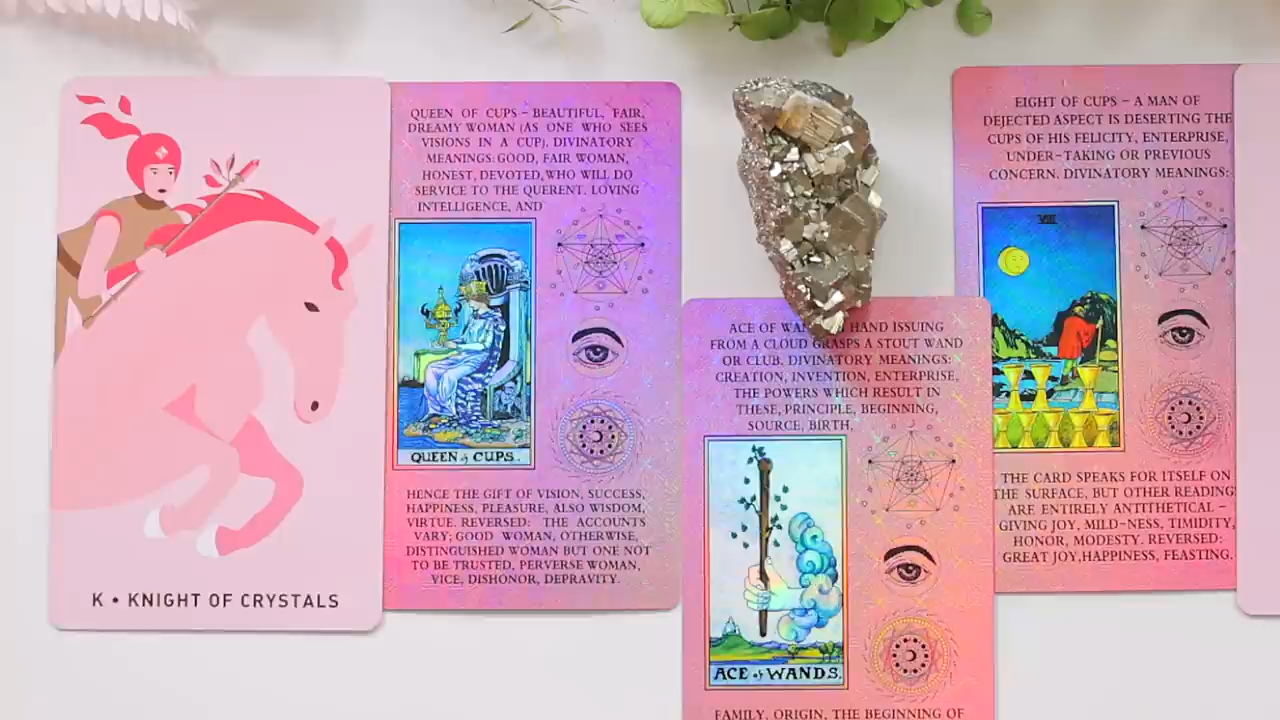 K • KNIGHT OF CRYSTALS
QUEEN OF CUPS - BEAUTIFUL, FAIR,
DREAMY WOMAN (AS ONE WHO SEES
VISIONS IN A CUP). DIVINATORY
MEANINGS: GOOD, FAIR WOMAN,
HONEST, DEVOTED, WHO WILL DO
SERVICE TO THE QUERENT. LOVING
INTELLIGENCE, AND
QUEEN of CUPS.
HENCE THE GIFT OF VISION, SUCCESS,
HAPPINESS, PLEASURE, ALSO WISDOM,
VIRTUE. REVERSED: THE ACCOUNTS
VARY; GOOD WOMAN, OTHERWISE,
DISTINGUISHED WOMAN BUT ONE NOT
TO BE TRUSTED, PERVERSE WOMAN,
VICE, DISHONOR, DEPRAVITY.
ACE OF HAND ISSUING
FROM A CLOUD GRASPS A STOUT WAND
OR CLUB. DIVINATORY MEANINGS:
CREATION, INVENTION, ENTERPRISE,
THE POWERS WHICH RESULT IN
THESE, PRINCIPLE, BEGINNING,
SOURCE, BIRTH,
ACE of WANDS.
FAMILY, ORIGIN, THE BEGINNING OF
EIGHT OF CUPS - A MAN OF
DEJECTED ASPECT IS DESERTING THE
CUPS OF HIS FELICITY, ENTERPRISE,
UNDER-TAKING OR PREVIOUS
CONCERN. DIVINATORY MEANINGS:
VIII
THE CARD SPEAKS FOR ITSELF ON
THE SURFACE, BUT OTHER READING
ARE ENTIRELY ANTITHETICAL -
GIVING JOY, MILD-NESS, TIMIDITY,
HONOR, MODESTY. REVERSED:
GREAT JOY, HAPPINESS, FEASTING.